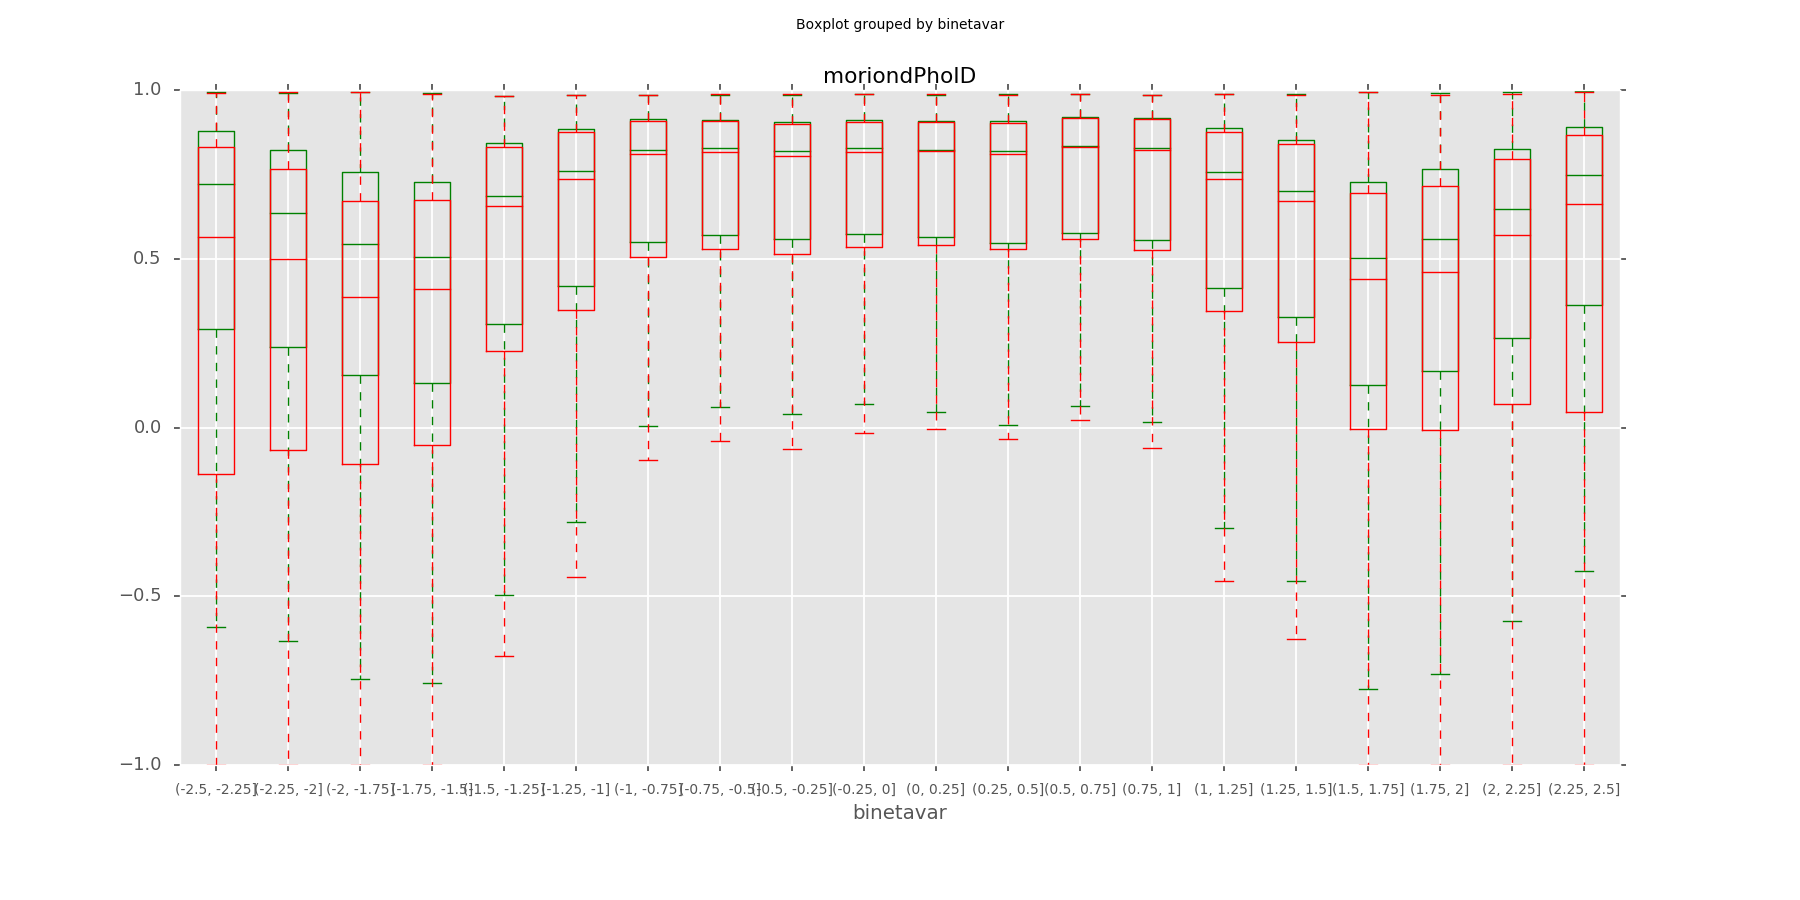 Boxplot grouped by binetavar
moriondPhoID
1.0
0.5
0.0
−0.5
−1.0
(-2.5, -2.25] (-2.25, -2] (-2, -1.75] (-1.75, -1.5] (-1.5, -1.25] (-1.25, -1] (-1, -0.75] (-0.75, -0.5] (-0.5, -0.25] (-0.25, 0] (0, 0.25] (0.25, 0.5] (0.5, 0.75] (0.75, 1] (1, 1.25] (1.25, 1.5] (1.5, 1.75] (1.75, 2] (2, 2.25] (2.25, 2.5]
binetavar